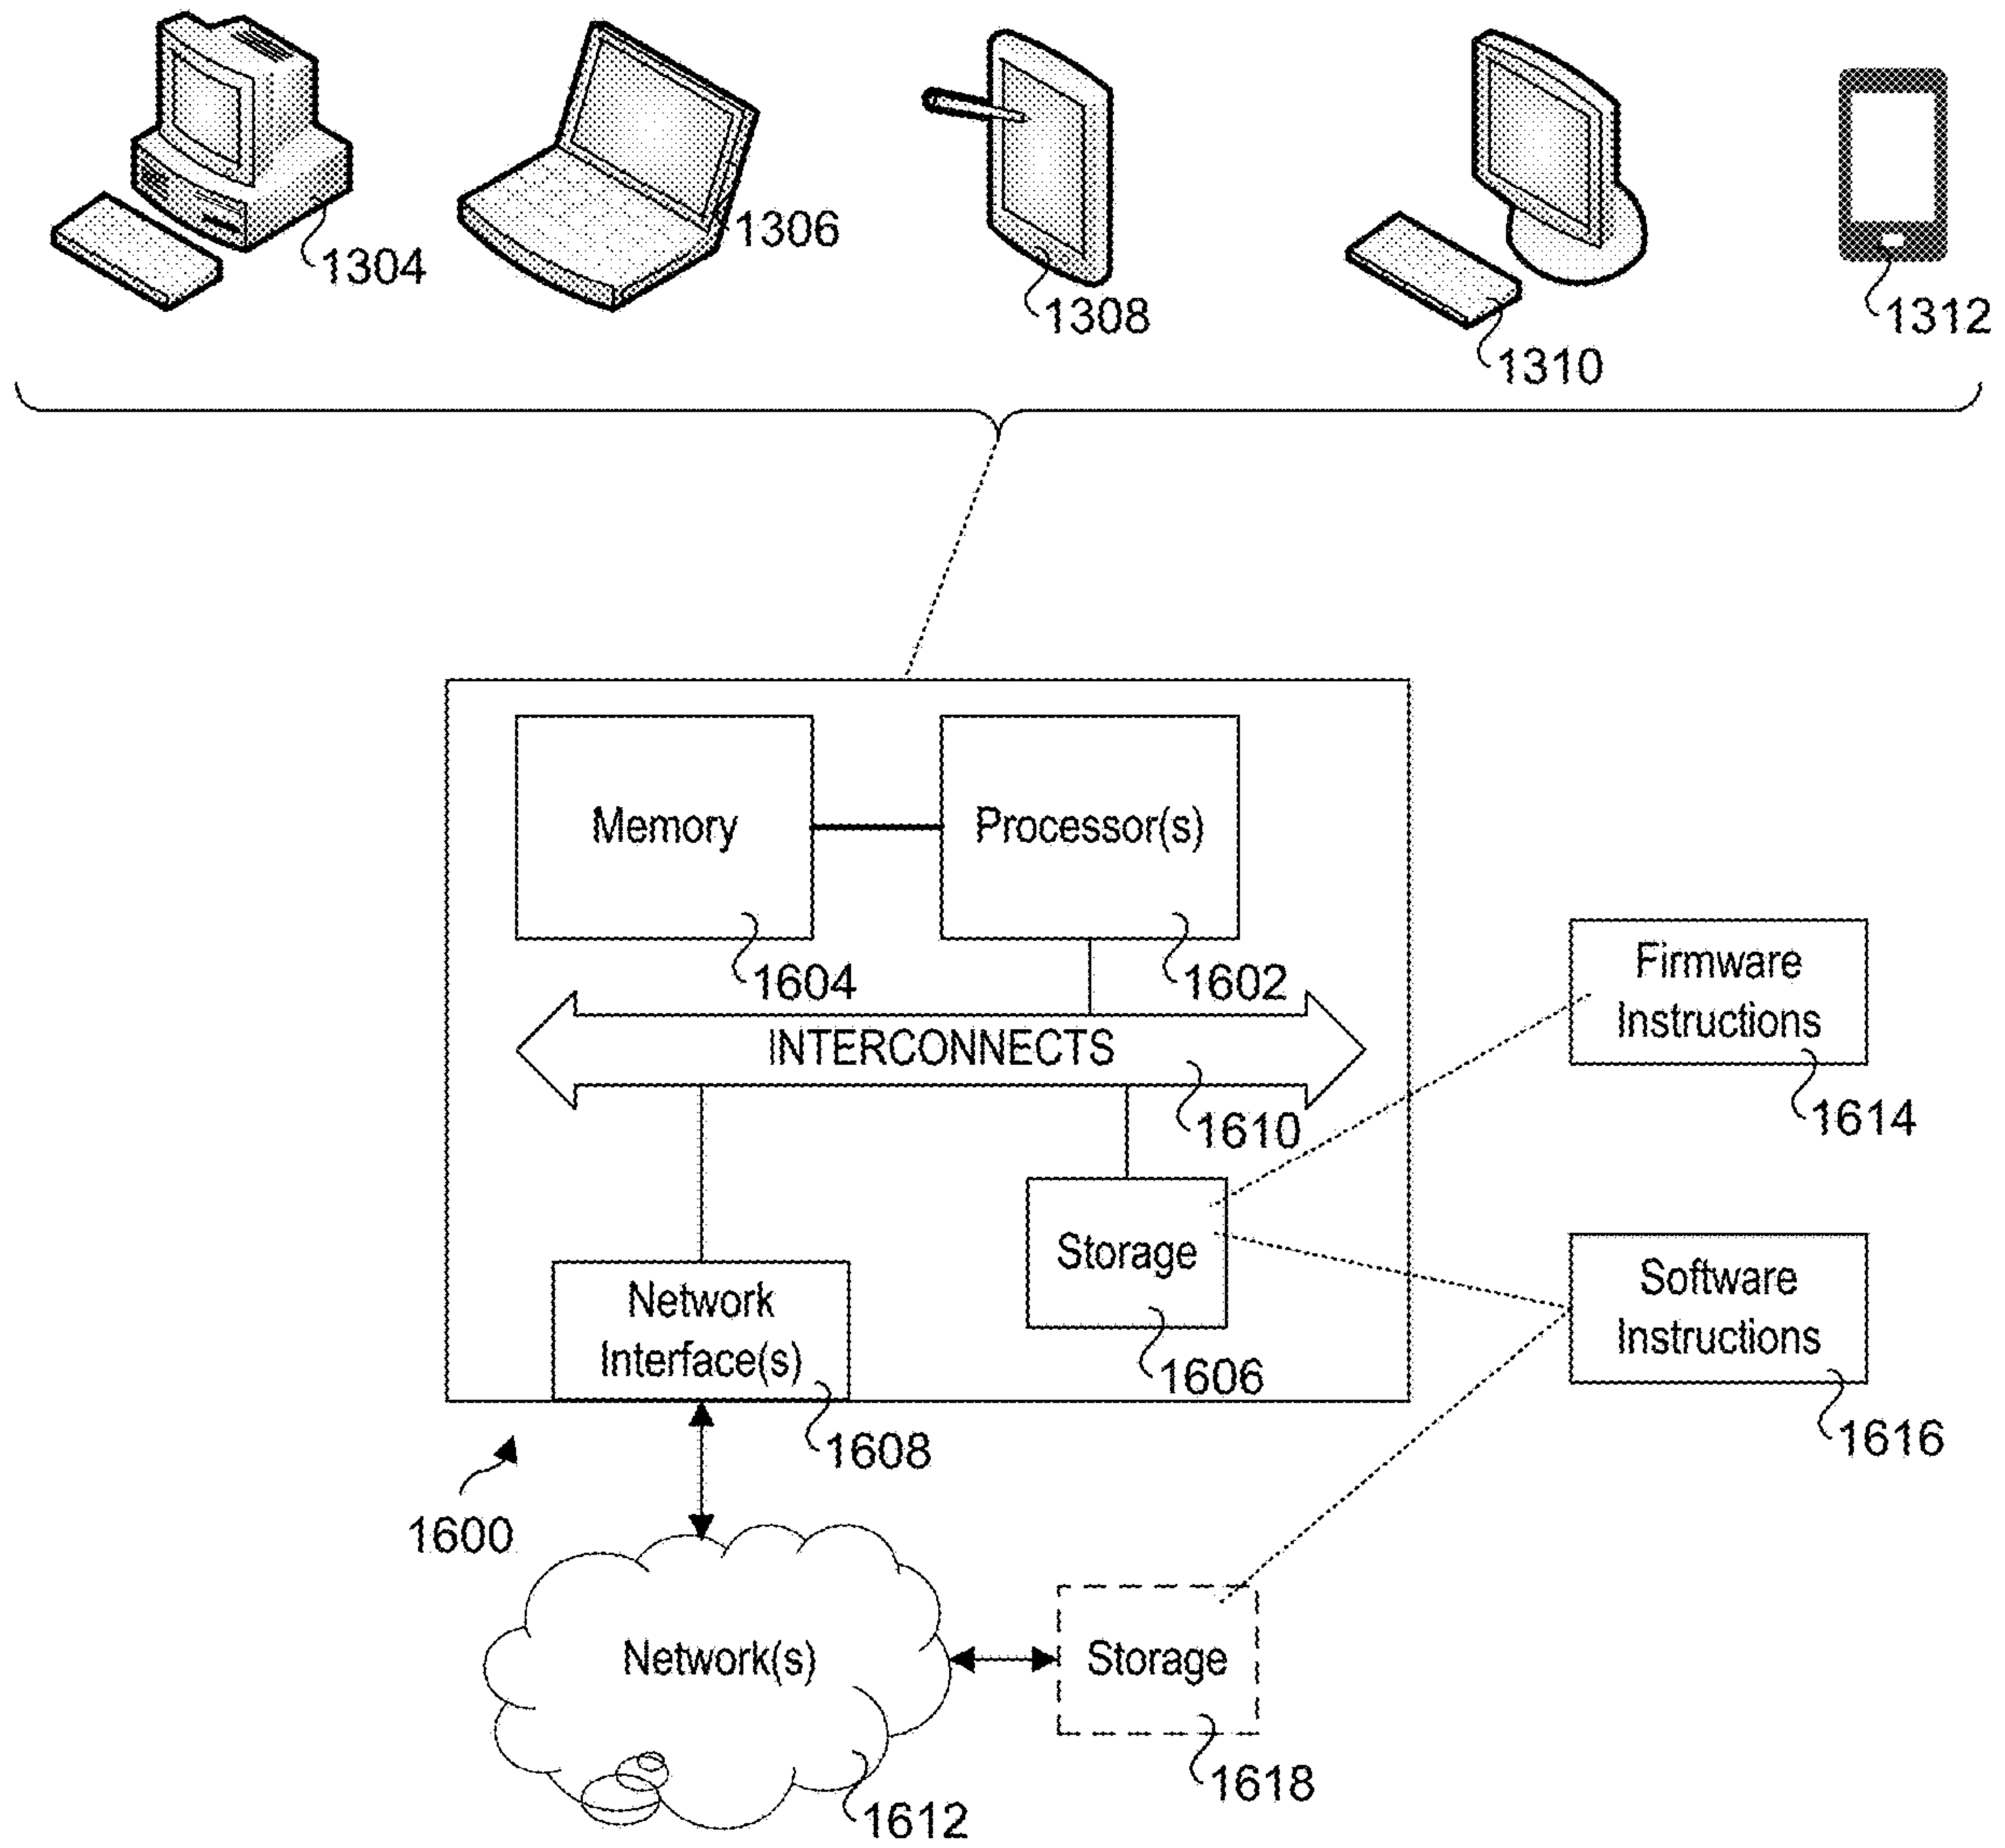 1304
1306
1308
1310
1312
Memory
Processor(s)
1604
1602
Firmware
Instructions
1614
INTERCONNECTS
1610
Storage
1606
Software
Instructions
1616
Network
Interface(s)
1608
1600
Network(s)
1612
Storage
1618